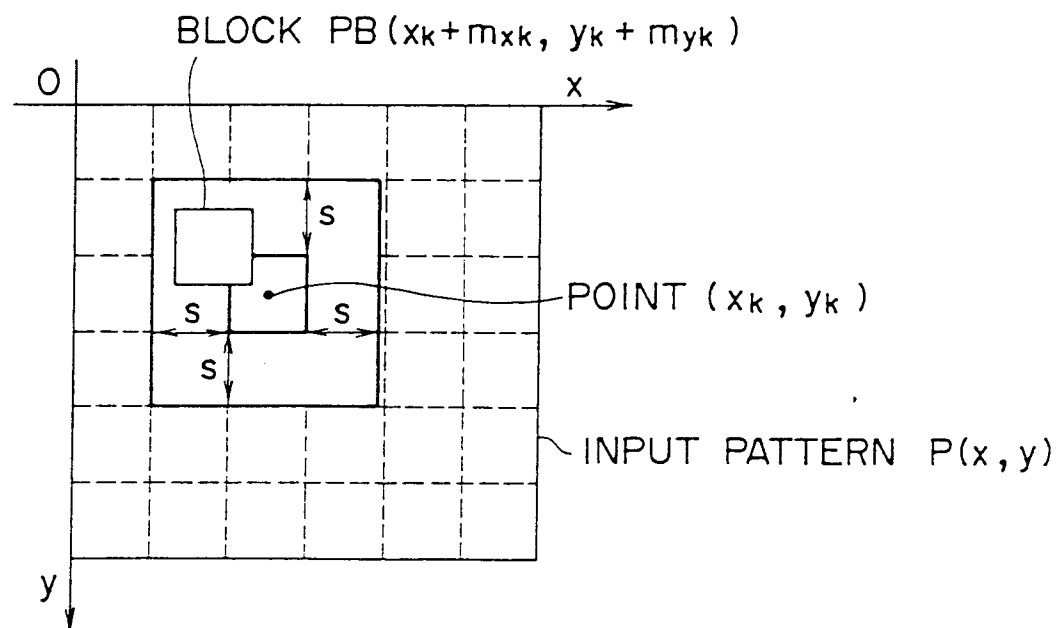 BLOCK PB(xk+mxk, yk+myk)
O
x
s
POINT (xk, yk)
s
s
s
INPUT PATTERN P(x,y)
y